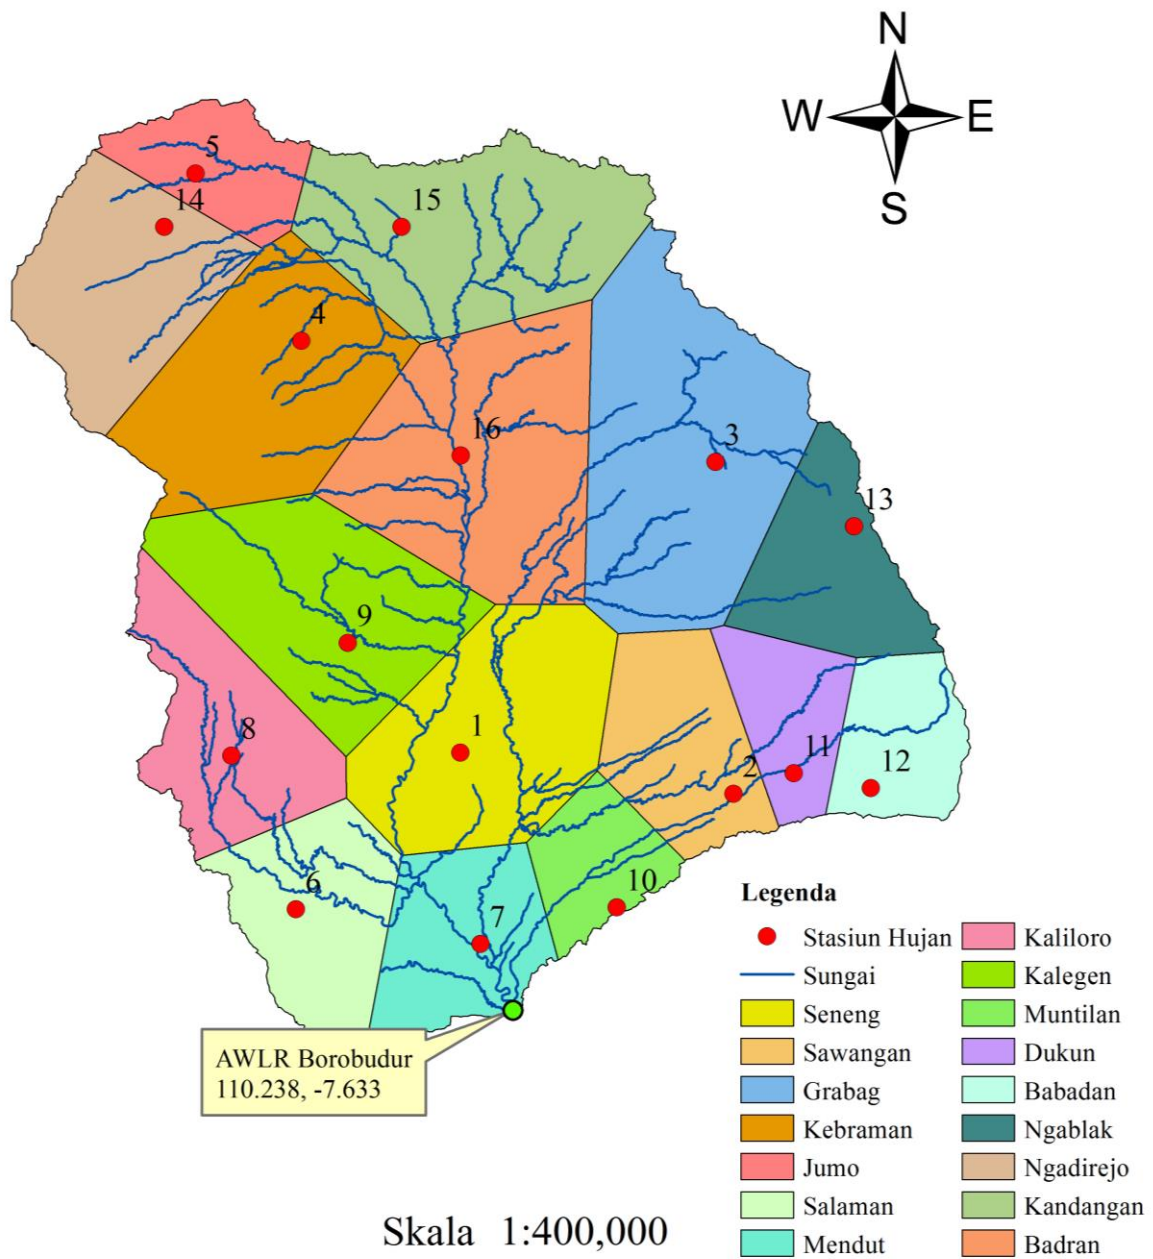 N
W E
S
5
14
15
4
16
3
13
9
8
1
2
11
12
6
7
10
AWLR Borobudur
110.238, -7.633
Legenda
Stasiun Hujan
Sungai
Seneng
Sawangan
Grabag
Kebraman
Jumo
Salaman
Mendut
Kaliloro
Kalegen
Muntilan
Dukun
Babadan
Ngablak
Ngadirejo
Kandangan
Badran
Skala 1:400,000